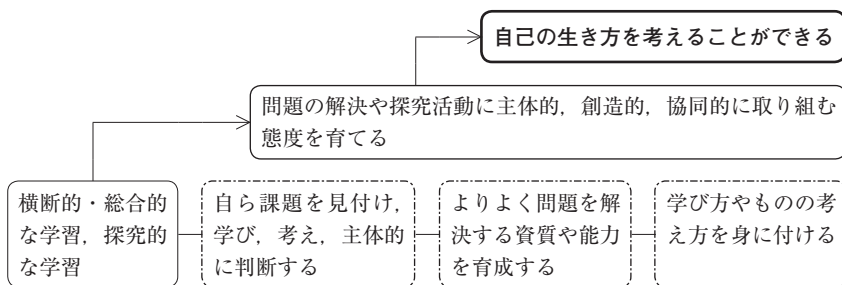 自己の生き方を考えることができる
問題の解決や探究活動に主体的，創造的，協同的に取り組む
態度を育てる
横断的・総合的
な学習，探究的
な学習
自ら課題を見付け，
学び，考え，主体的
に判断する
よりよく問題を解
決する資質や能力
を育成する
学び方やものの考
え方を身に付ける